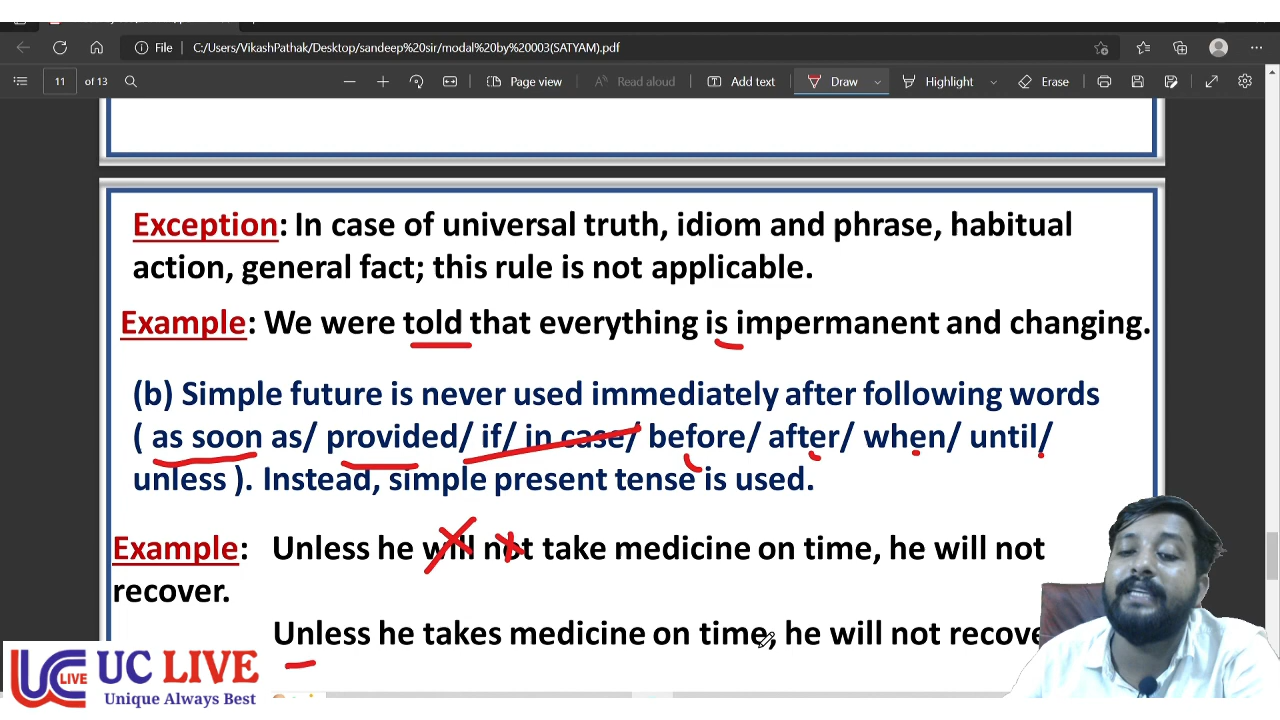 File C:/Users/VikashPathak/Desktop/sandeep%20sir/modal%20by%20003(SATYAM).pdf
11 of 13 Page view Read aloud Add text Draw Highlight Erase
Exception: In case of universal truth, idiom and phrase, habitual
action, general fact; this rule is not applicable.
Example: We were told that everything is impermanent and changing.
(b) Simple future is never used immediately after following words
( as soon as/ provided/ if/ in case/ before/ after/ when/ until/
unless ). Instead, simple present tense is used.
Example: Unless he will not take medicine on time, he will not
recover.
Unless he takes medicine on time, he will not
UC LIVE UC LIVE
Unique Always Best